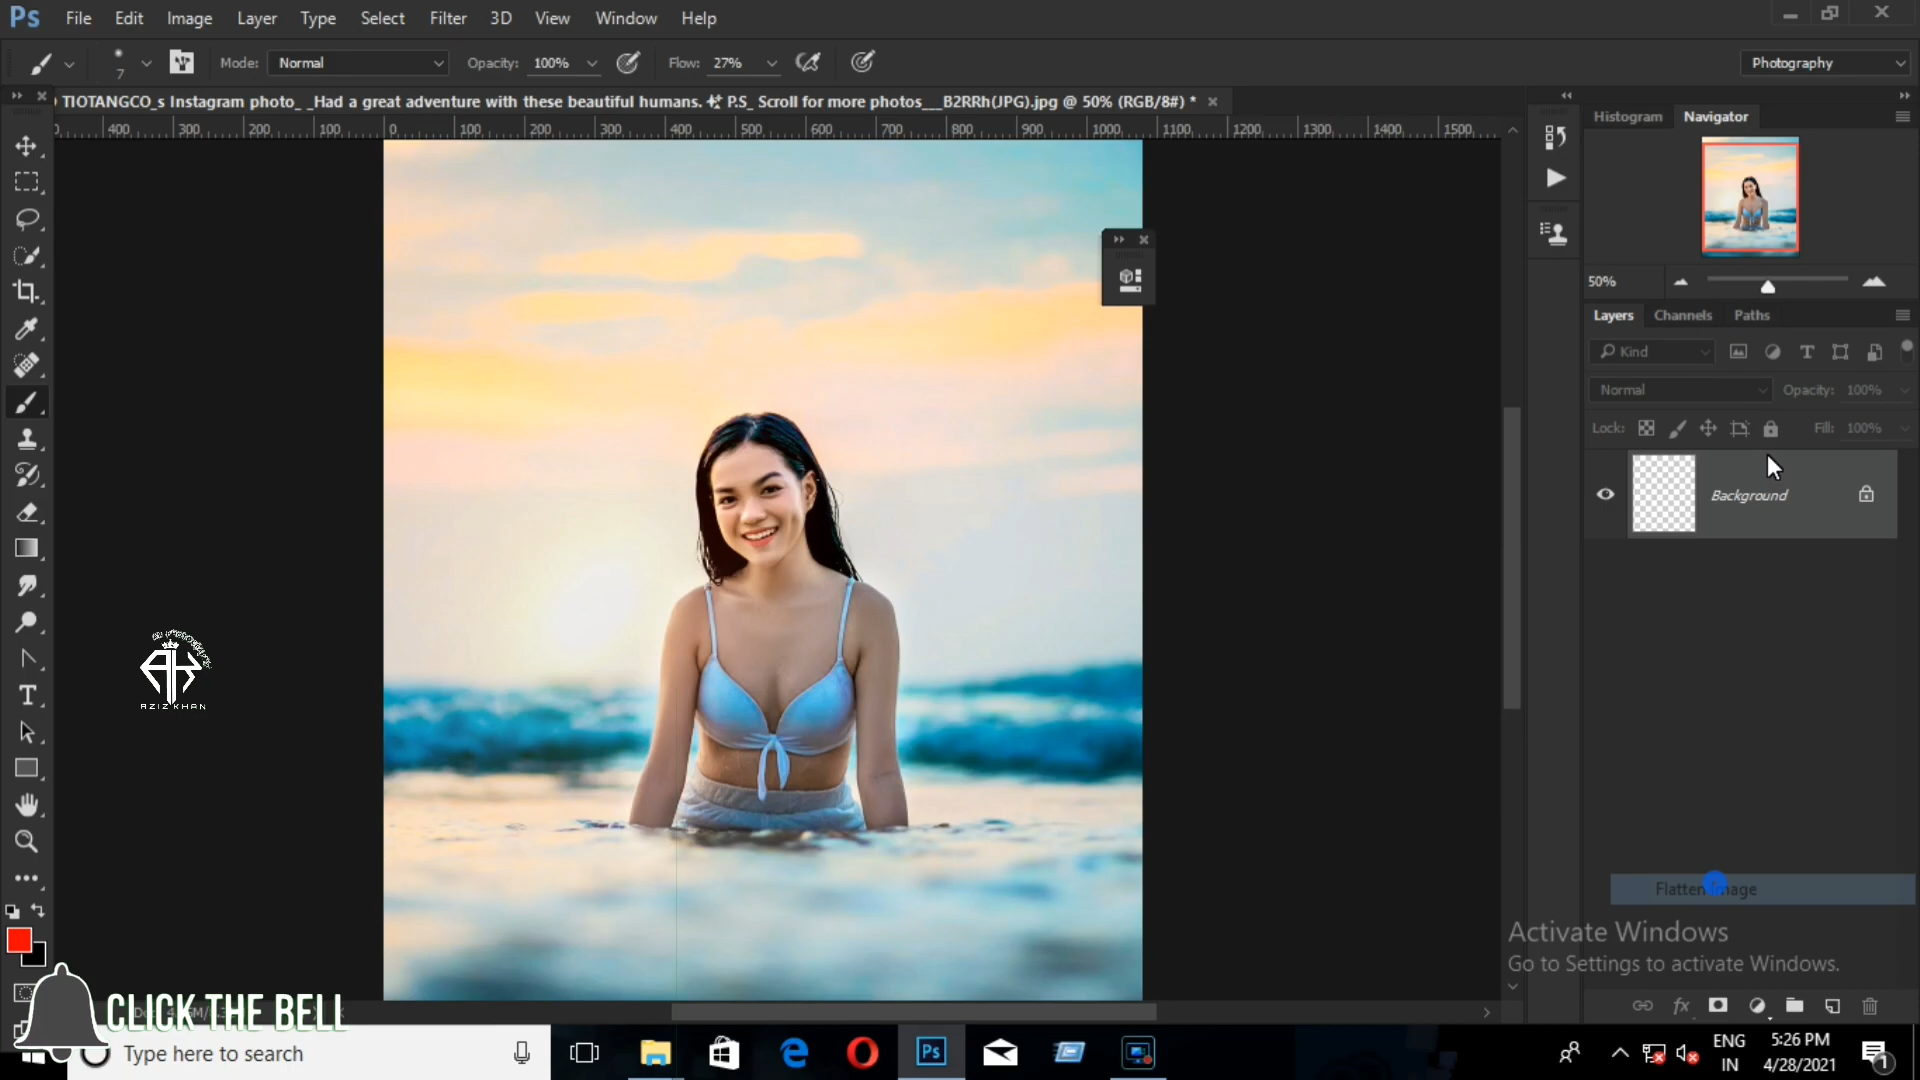 Ps File Edit Image Layer Type Select Filter 3D View Window Help
7 Mode: Normal Opacity: 100% Flow: 27% Photography
TIOTANGCO_s Instagram photo_ _Had a great adventure with these beautiful humans. P.S_ Scroll for more photos___B2RRh(JPG).jpg @ 50% (RGB/8#) *
400 300 200 100 0 100 200 300 400 500 600 700 800 900 1000 1100 1200 1300 1400 1500
Histogram Navigator
50%
Layers Channels Paths
Kind
Normal Opacity: 100%
Lock: Fill: 100%
Background
AZIZ KHAN
Flatten Image
Activate Windows
Go to Settings to activate Windows.
CLICK THE BELL
Type here to search
Ps
ENG
IN
5:26 PM
4/28/2021
1